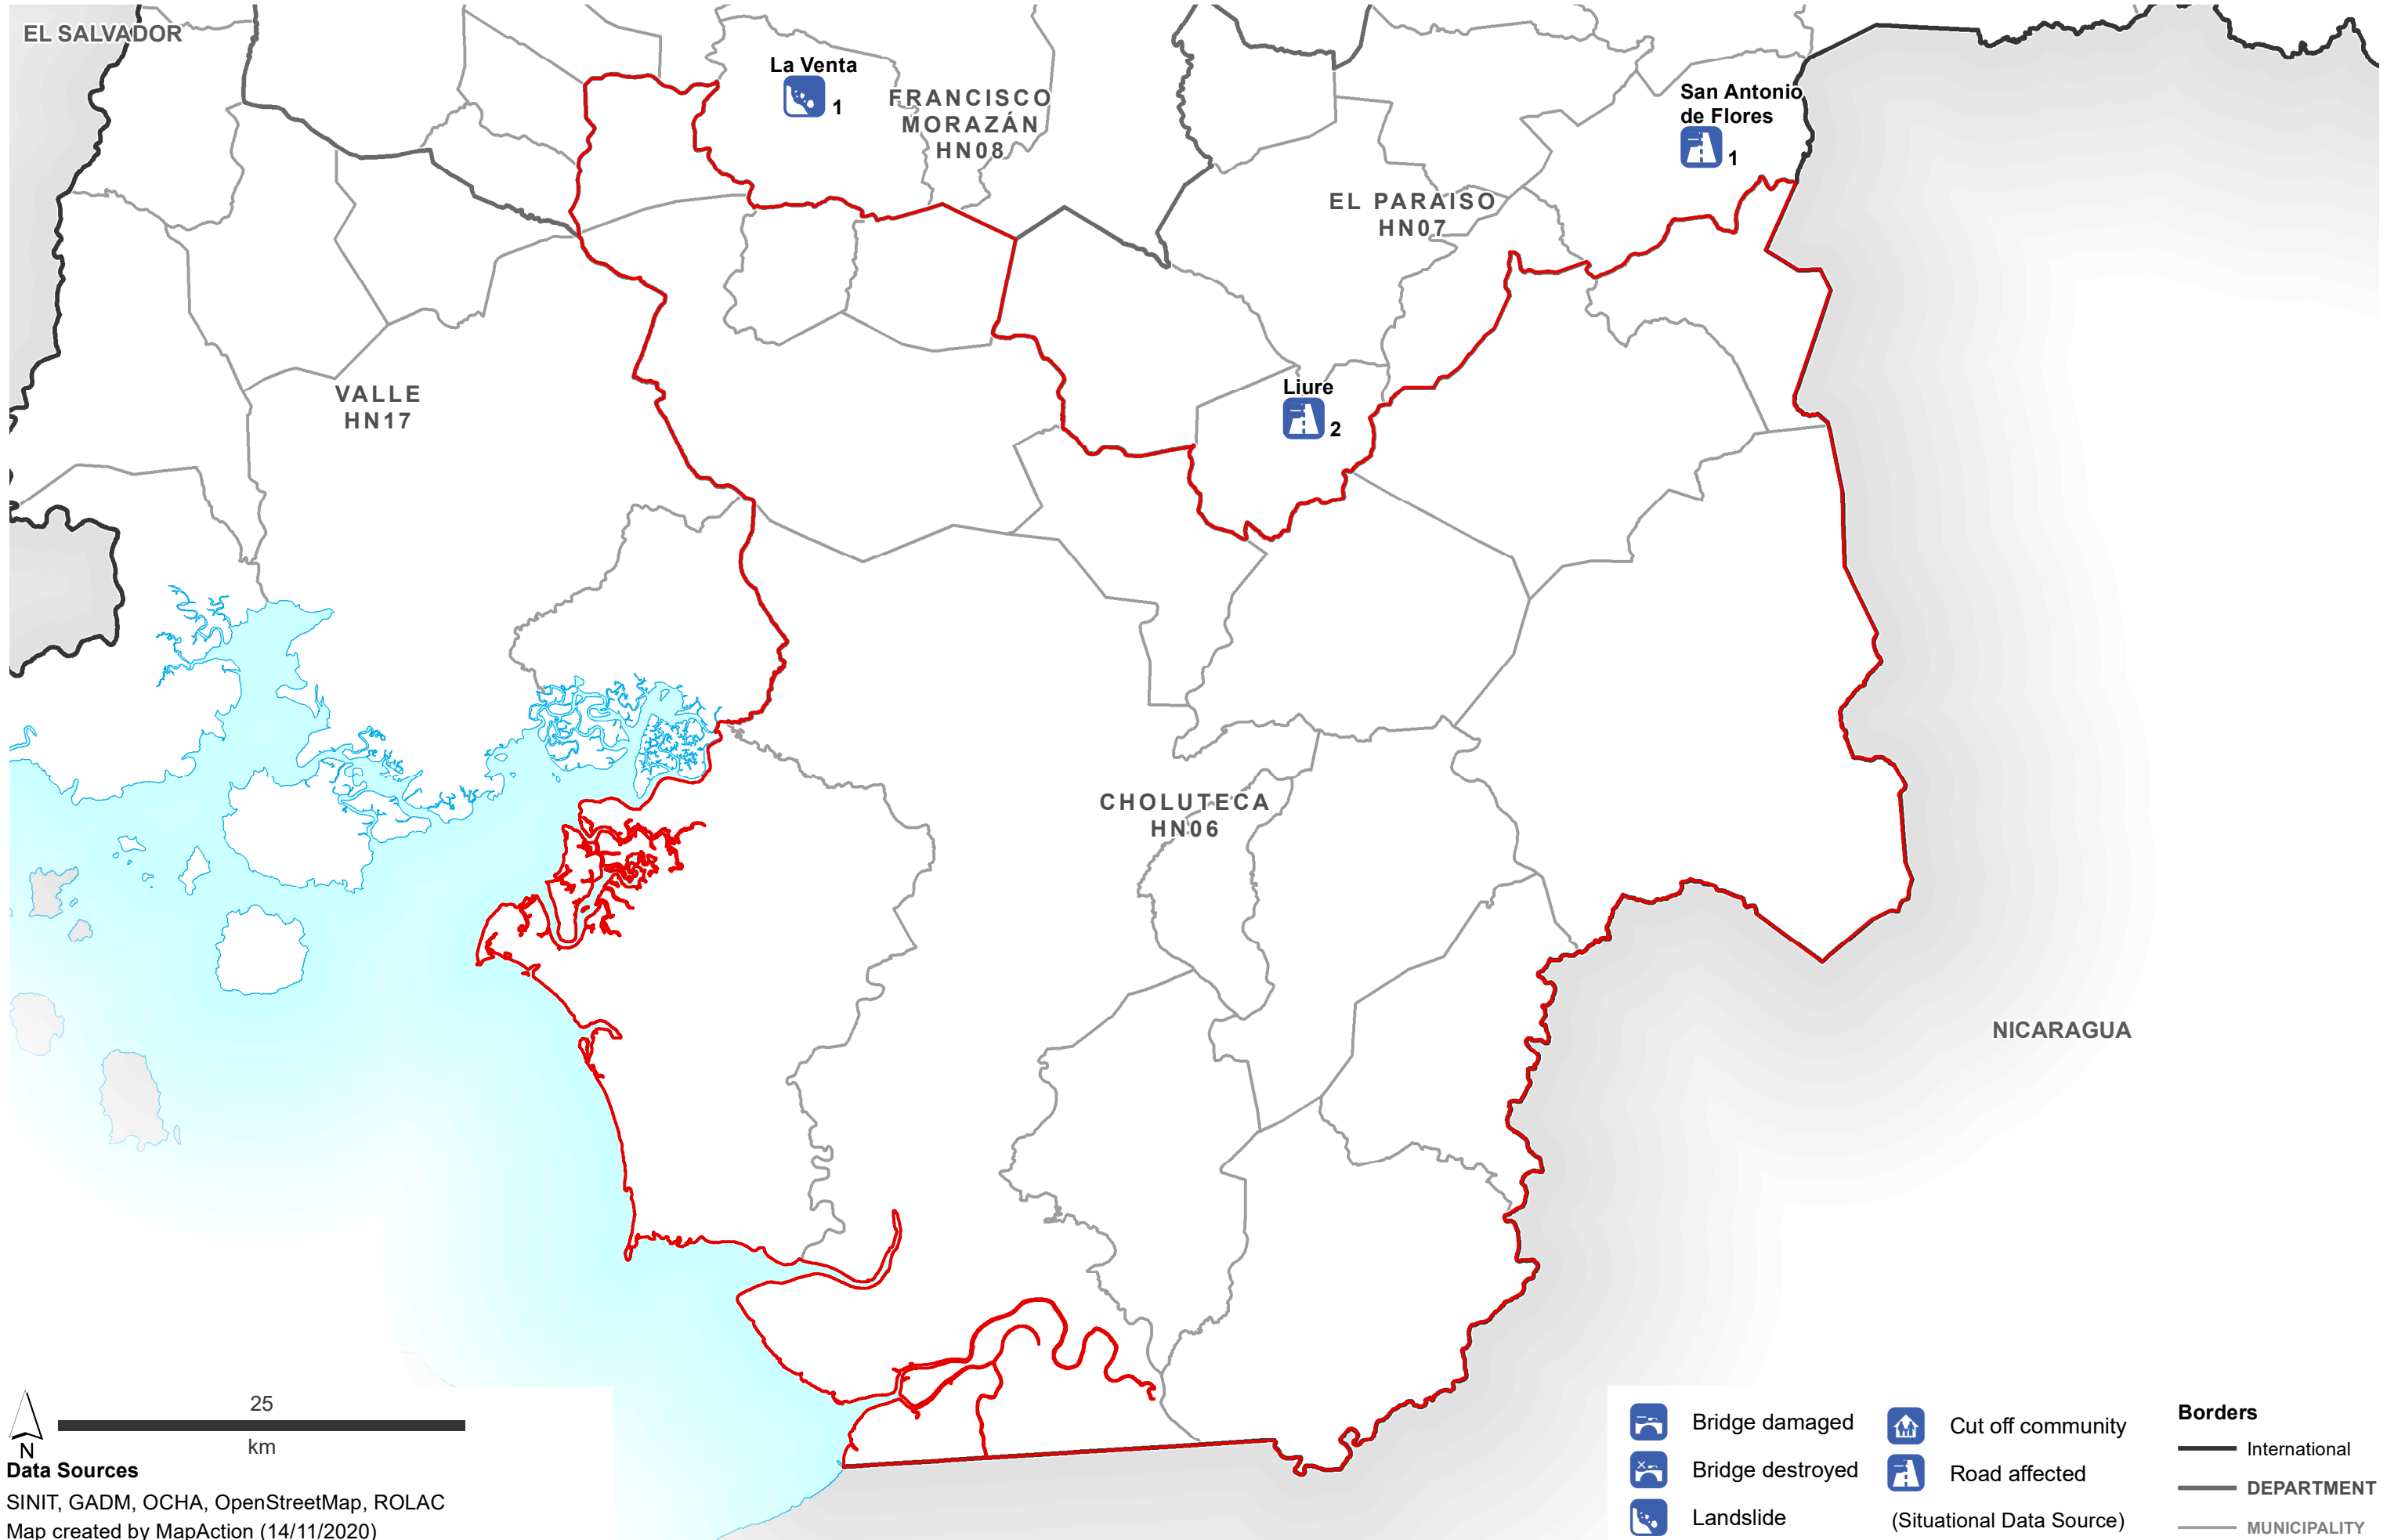 EL SALVADOR
La Venta
1
FRANCISCO
MORAZÁN
HN08
San Antonio
de Flores
1
EL PARAISO
HN07
VALLE
HN17
Liure
2
CHOLUTECA
HN06
NICARAGUA
25
km
N
Data Sources
SINIT, GADM, OCHA, OpenStreetMap, ROLAC
Map created by MapAction (14/11/2020)
Bridge damaged
Bridge destroyed
Landslide
Cut off community
Road affected
(Situational Data Source)
Borders
International
DEPARTMENT
MUNICIPALITY